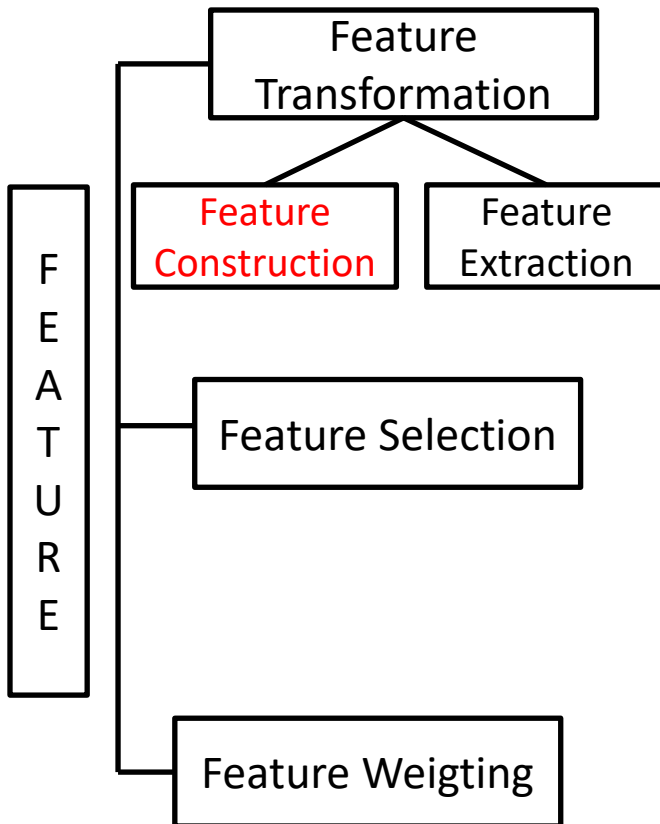 F
E
A
T
U
R
E
Feature
Transformation
Feature
Construction
Feature
Extraction
Feature Selection
Feature Weigting